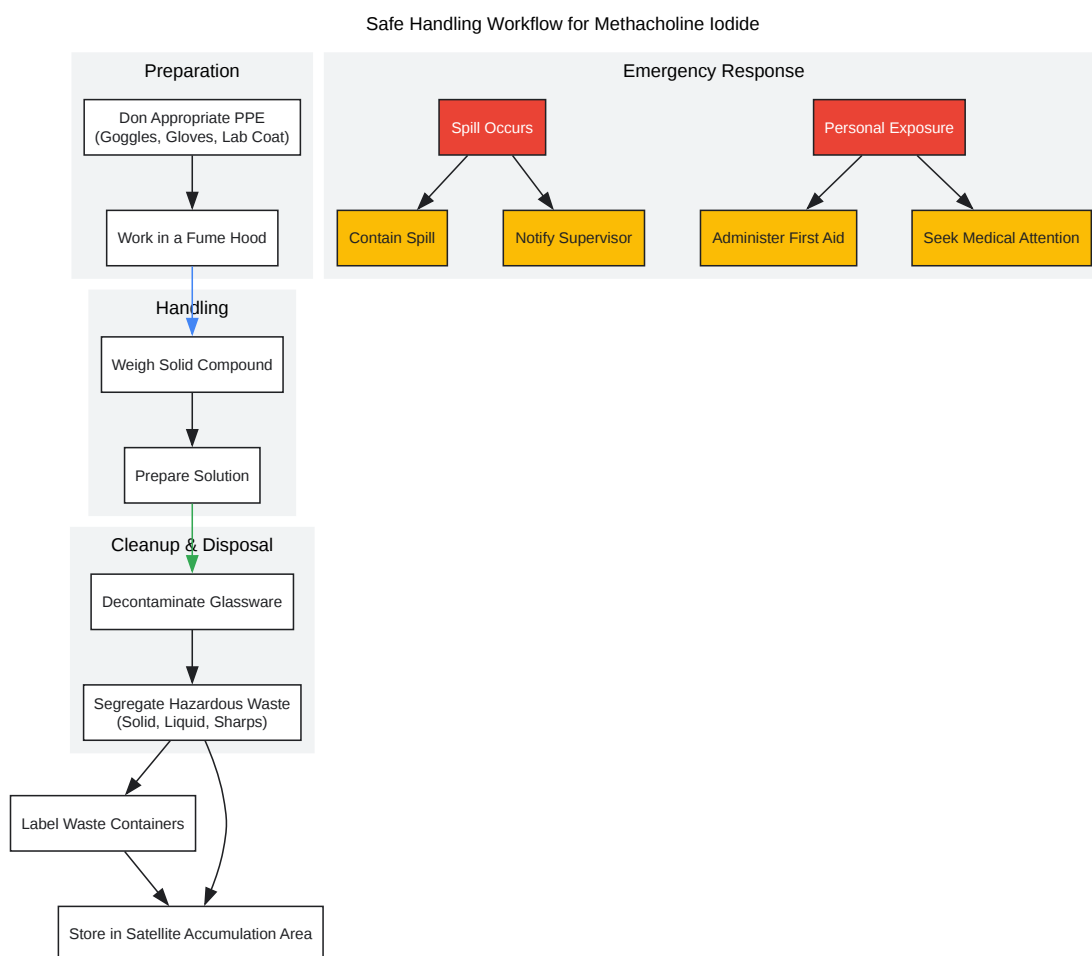 Safe Handling Workflow for Methacholine Iodide
Preparation
Don Appropriate PPE
(Goggles, Gloves, Lab Coat)
Work in a Fume Hood
Handling
Weigh Solid Compound
Prepare Solution
Cleanup & Disposal
Decontaminate Glassware
Segregate Hazardous Waste
(Solid, Liquid, Sharps)
Label Waste Containers
Store in Satellite Accumulation Area
Emergency Response
Spill Occurs
Personal Exposure
Contain Spill
Notify Supervisor
Administer First Aid
Seek Medical Attention